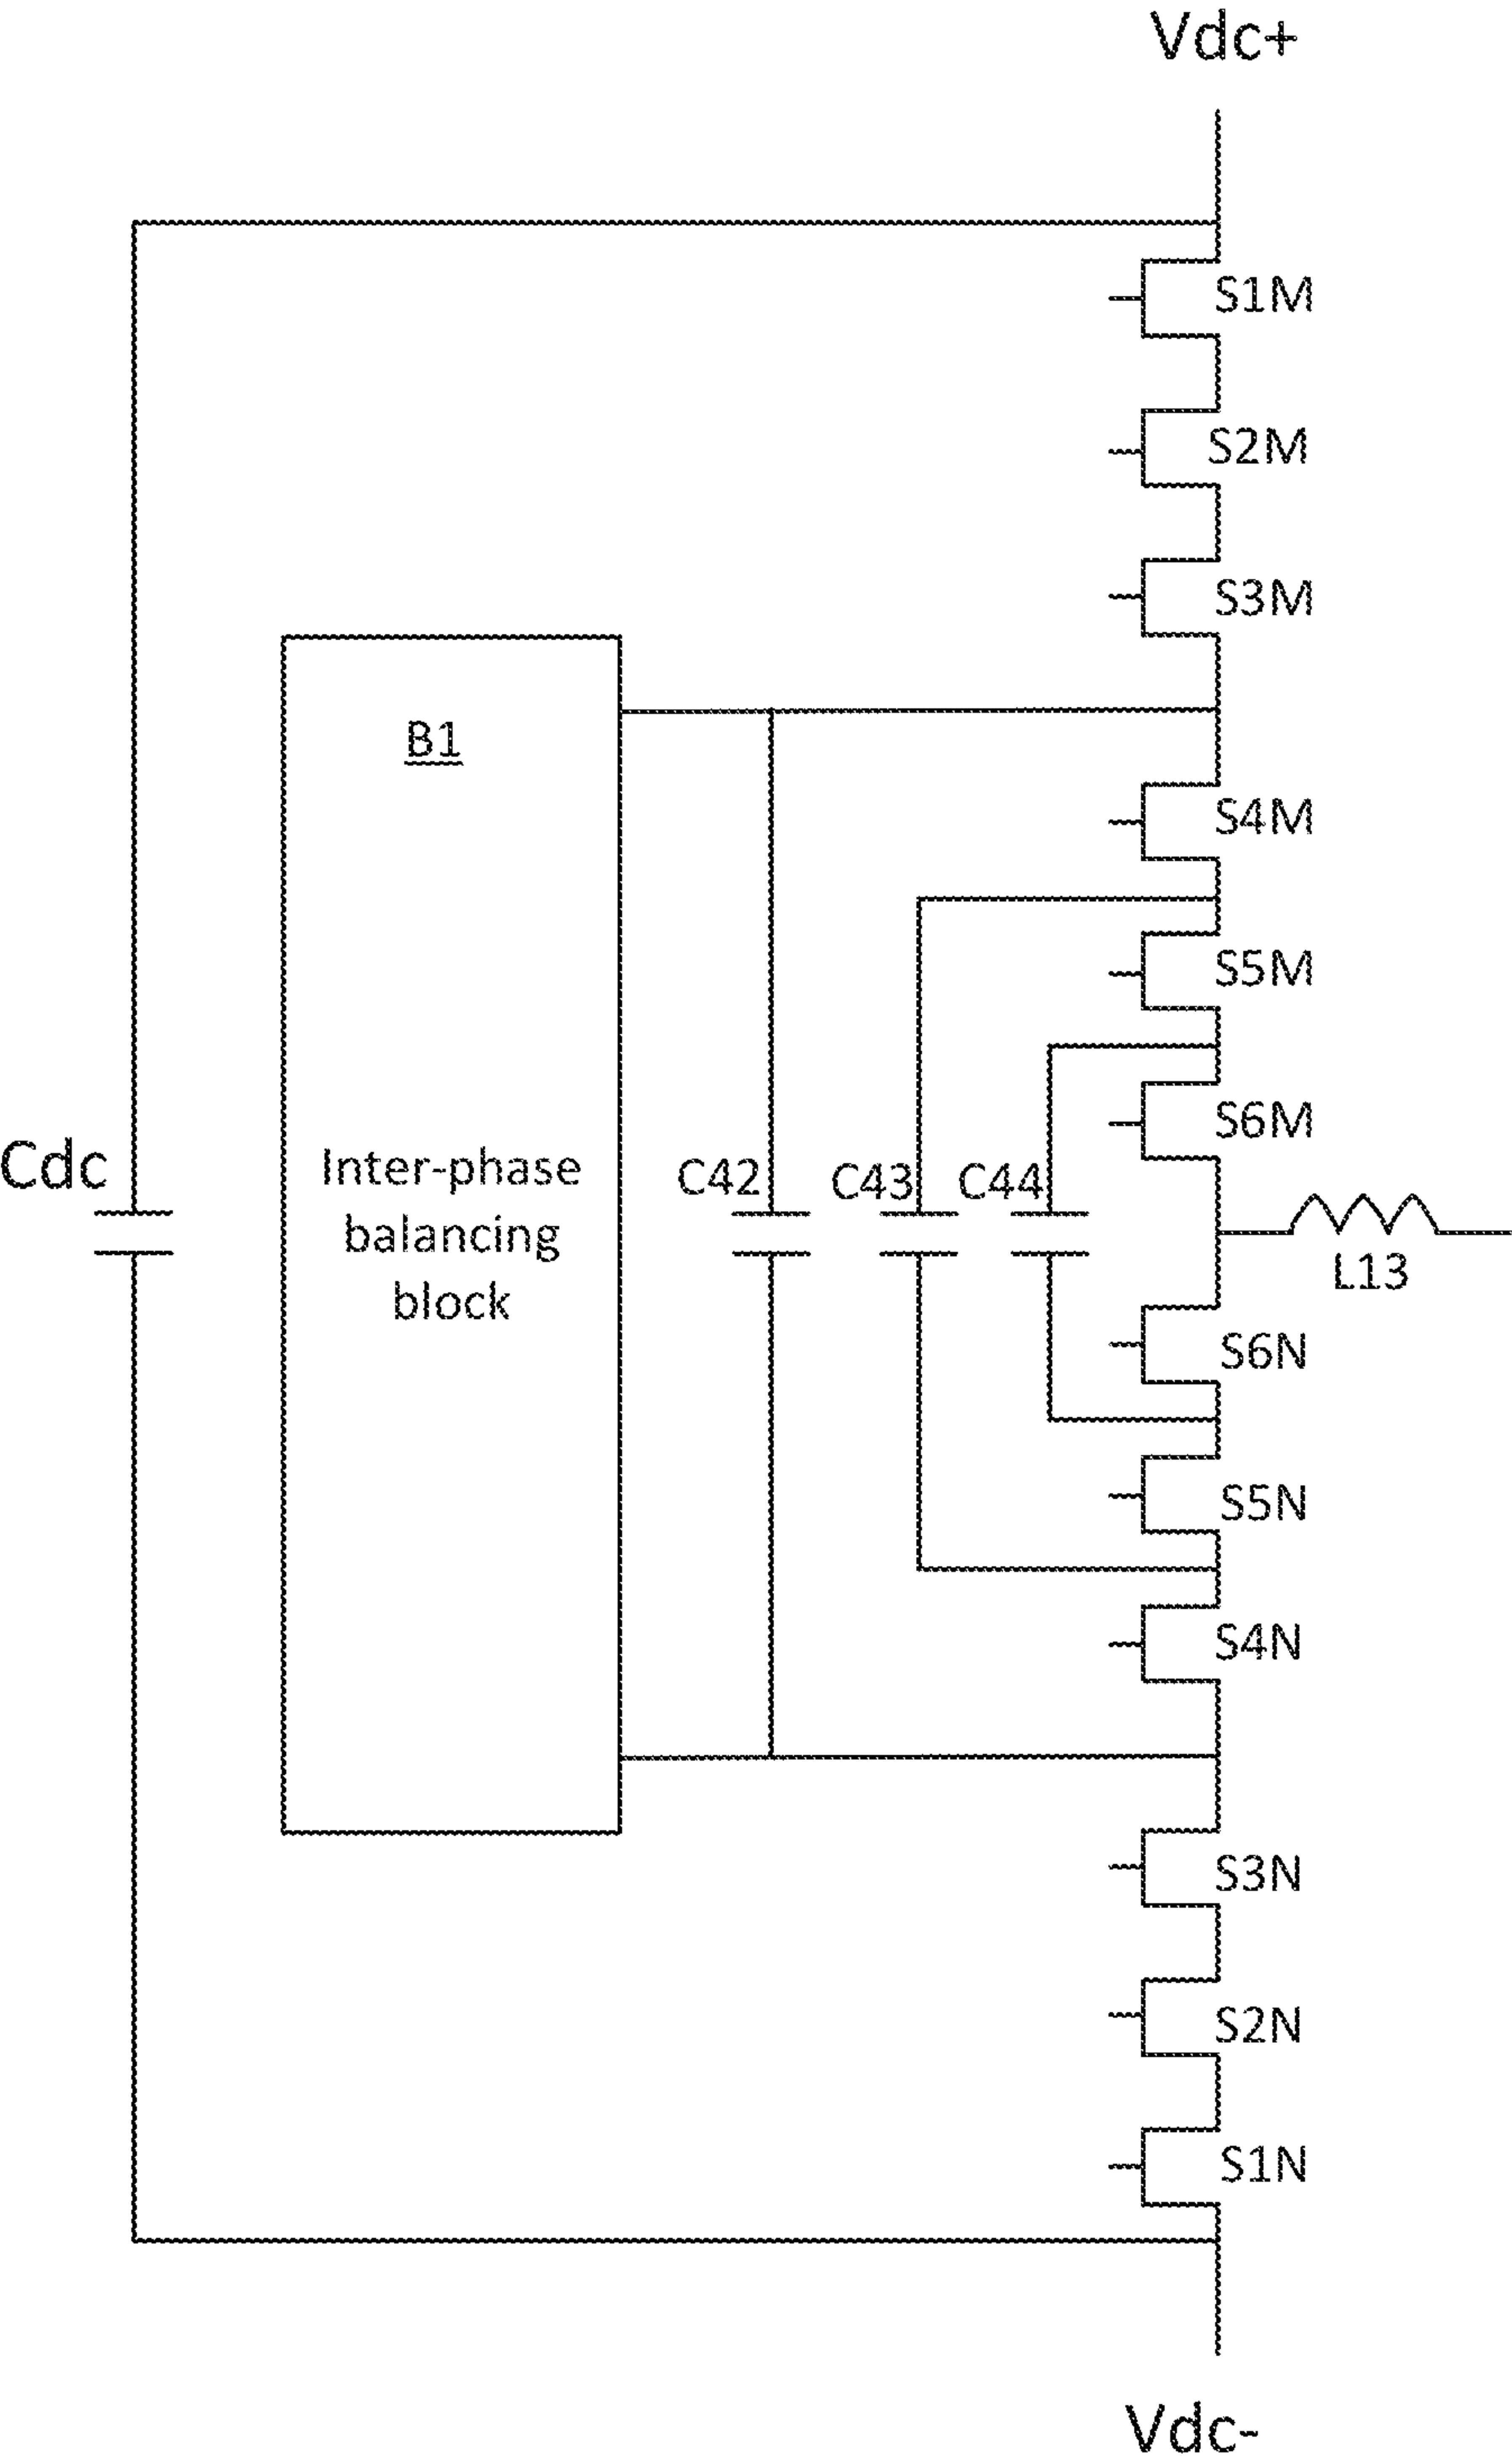 Vdc+
S1M
S2M
S3M
B1
S4M
S5M
S6M
Cdc
Inter-phase
balancing
block
C42
C43
C44
L13
S6N
S5N
S4N
S3N
S2N
S1N
Vdc-